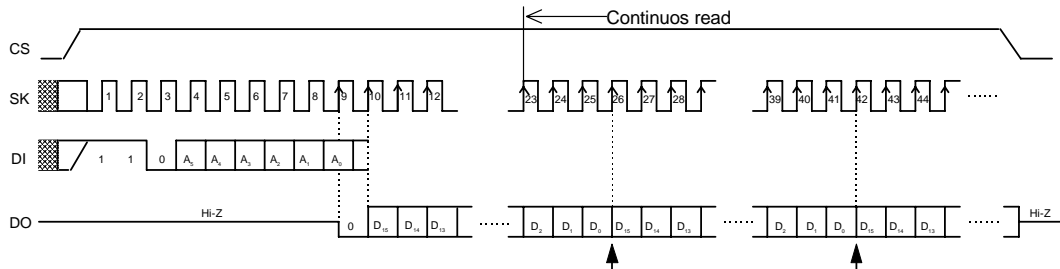 Continuos read
CS
SK 1 2 3 4 5 6 7 8 9 10 11 12 23 24 25 26 27 28 39 40 41 42 43 44
DI 1 1 0 A₅ A₄ A₃ A₂ A₁ A₀
Hi-Z Hi-Z
DO 0 D₁₅ D₁₄ D₁₃ D₂ D₁ D₀ D₁₅ D₁₄ D₁₃ D₂ D₁ D₀ D₁₅ D₁₄ D₁₃